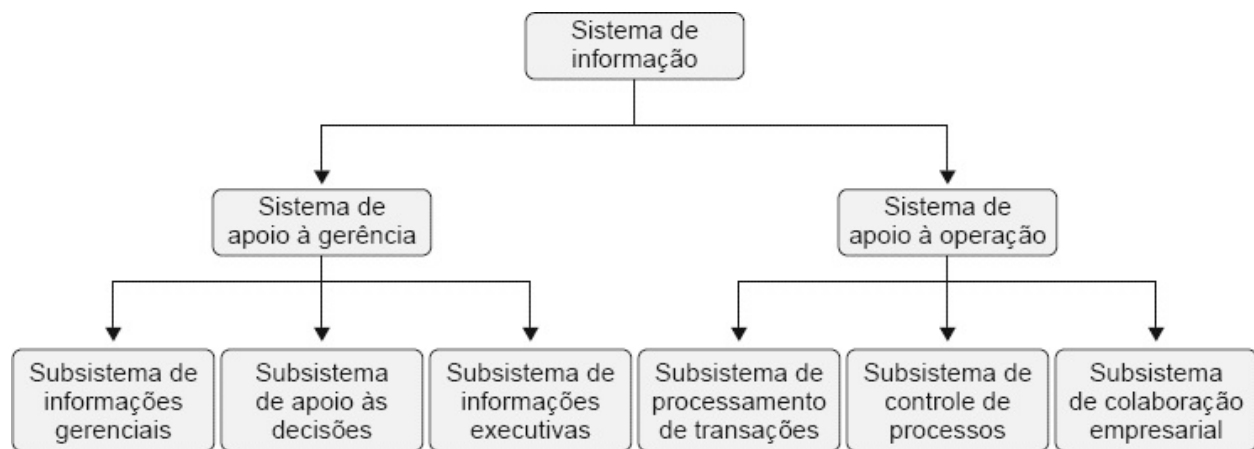 Sistema de
informação
Sistema de
apoio à gerência
Sistema de
apoio à operação
Subsistema de
informações
gerenciais
Subsistema
de apoio às
decisões
Subsistema de
informações
executivas
Subsistema de
processamento
de transações
Subsistema de
controle de
processos
Subsistema
de colaboração
empresarial